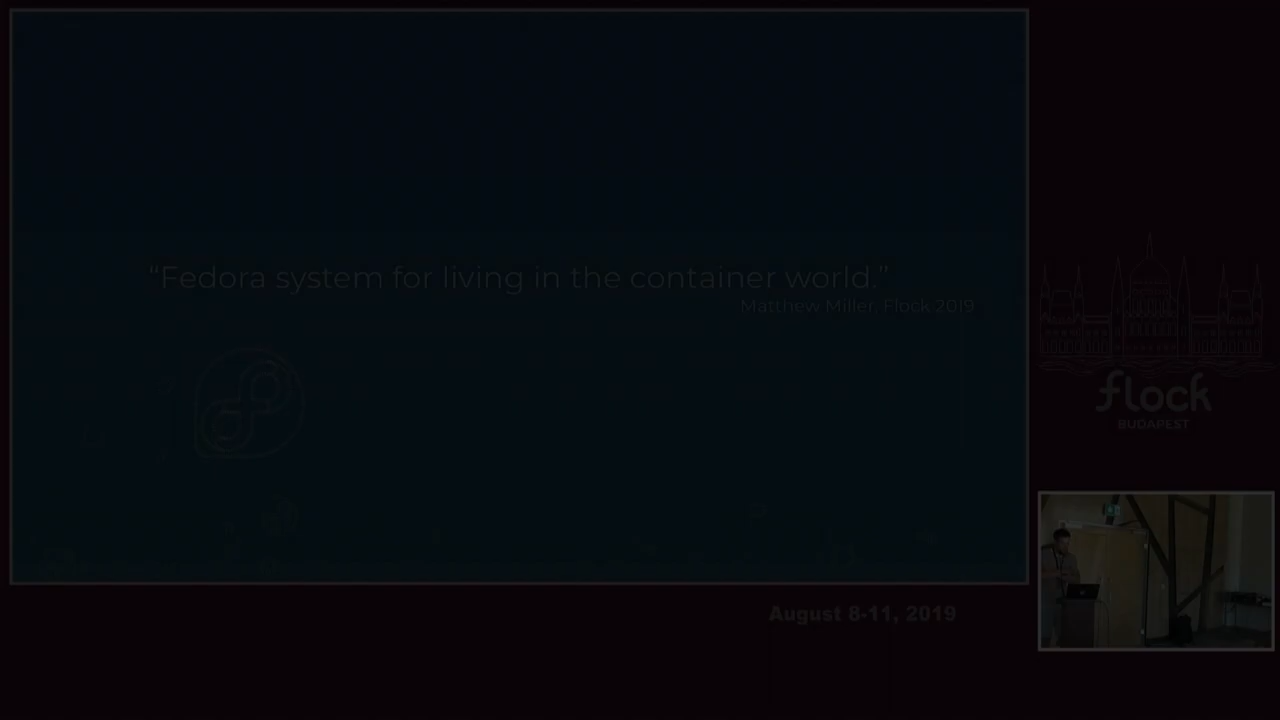 “Fedora system for living in the container world.”
Matthew Miller, Flock 2019
flock
BUDAPEST
August 8-11, 2019